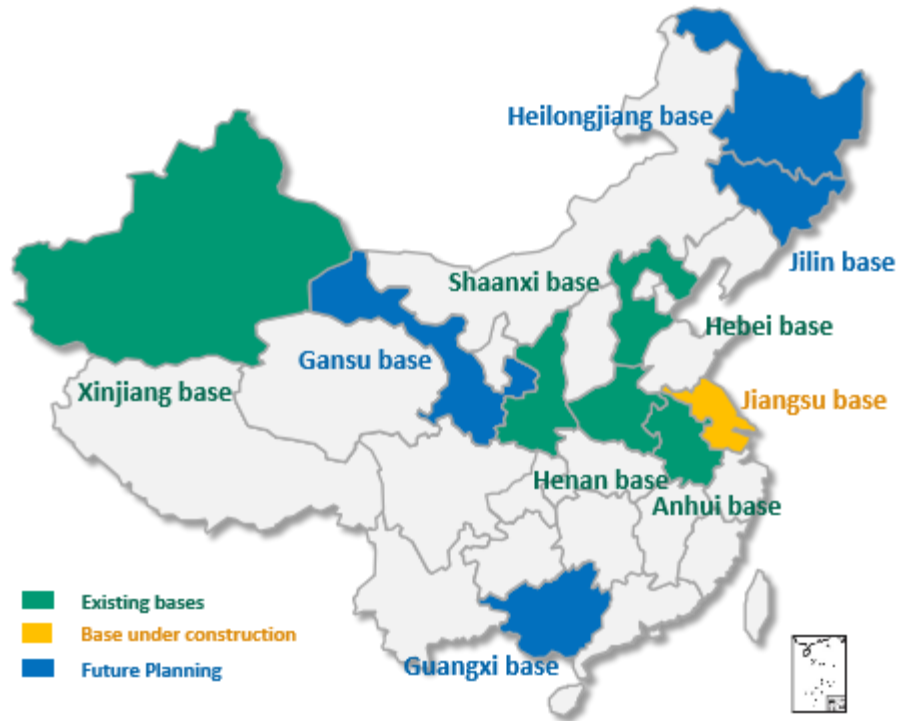 Heilongjiang base
Jilin base
Shaanxi base
Hebei base
Gansu base
Xinjiang base
Jiangsu base
Henan base
Anhui base
Existing bases
Base under construction
Future Planning
Guangxi base